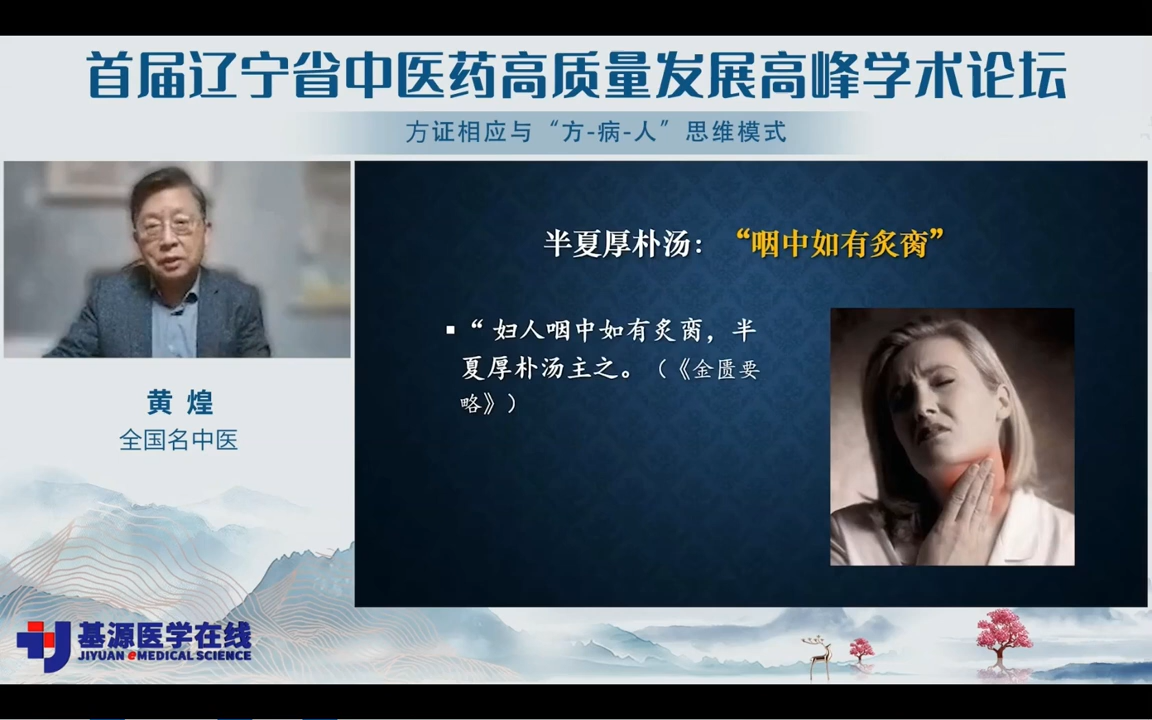 首届辽宁省中医药高质量发展高峰学术论坛
方证相应与“方-病-人”思维模式
黄 煌
全国名中医
半夏厚朴汤：“咽中如有炙脔”
▪“ 妇人咽中如有炙脔，半
夏厚朴汤主之。（《金匮要
略》）
基源医学在线
JIYUAN eMEDICAL SCIENCE